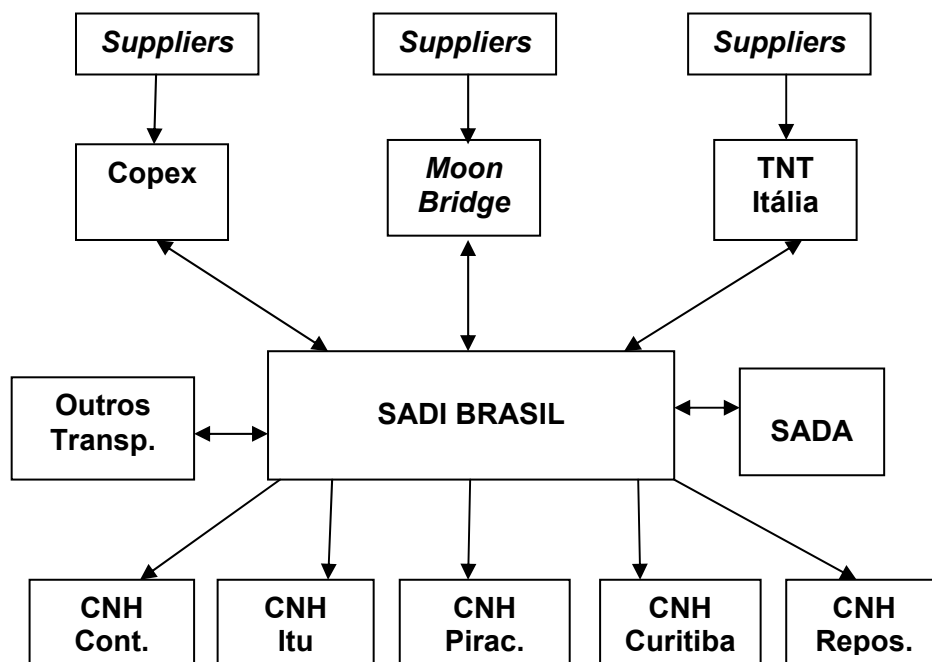 Suppliers
Suppliers
Suppliers
Copex
Moon
Bridge
TNT
Itália
Outros
Transp.
SADI BRASIL
SADA
CNH
Cont.
CNH
Itu
CNH
Pirac.
CNH
Curitiba
CNH
Repos.